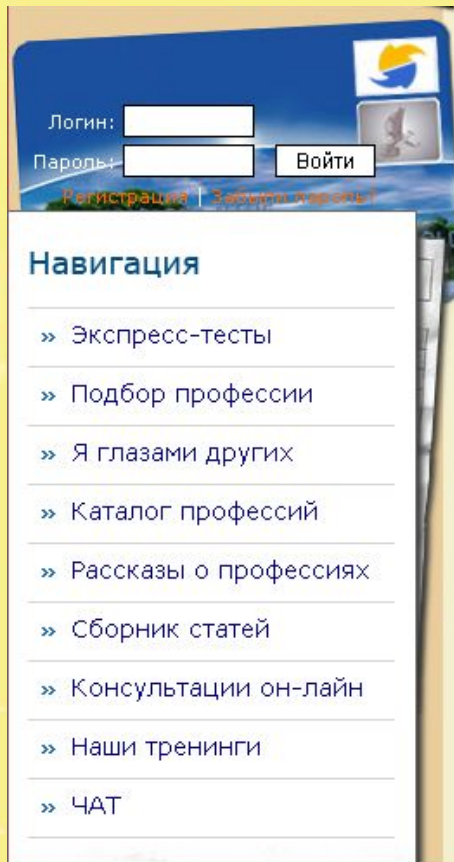 Логин:
Пароль: Войти
Регистрация | Забыли пароль?
Навигация
» Экспресс-тесты
» Подбор профессии
» Я глазами других
» Каталог профессий
» Рассказы о профессиях
» Сборник статей
» Консультации он-лайн
» Наши тренинги
» ЧАТ